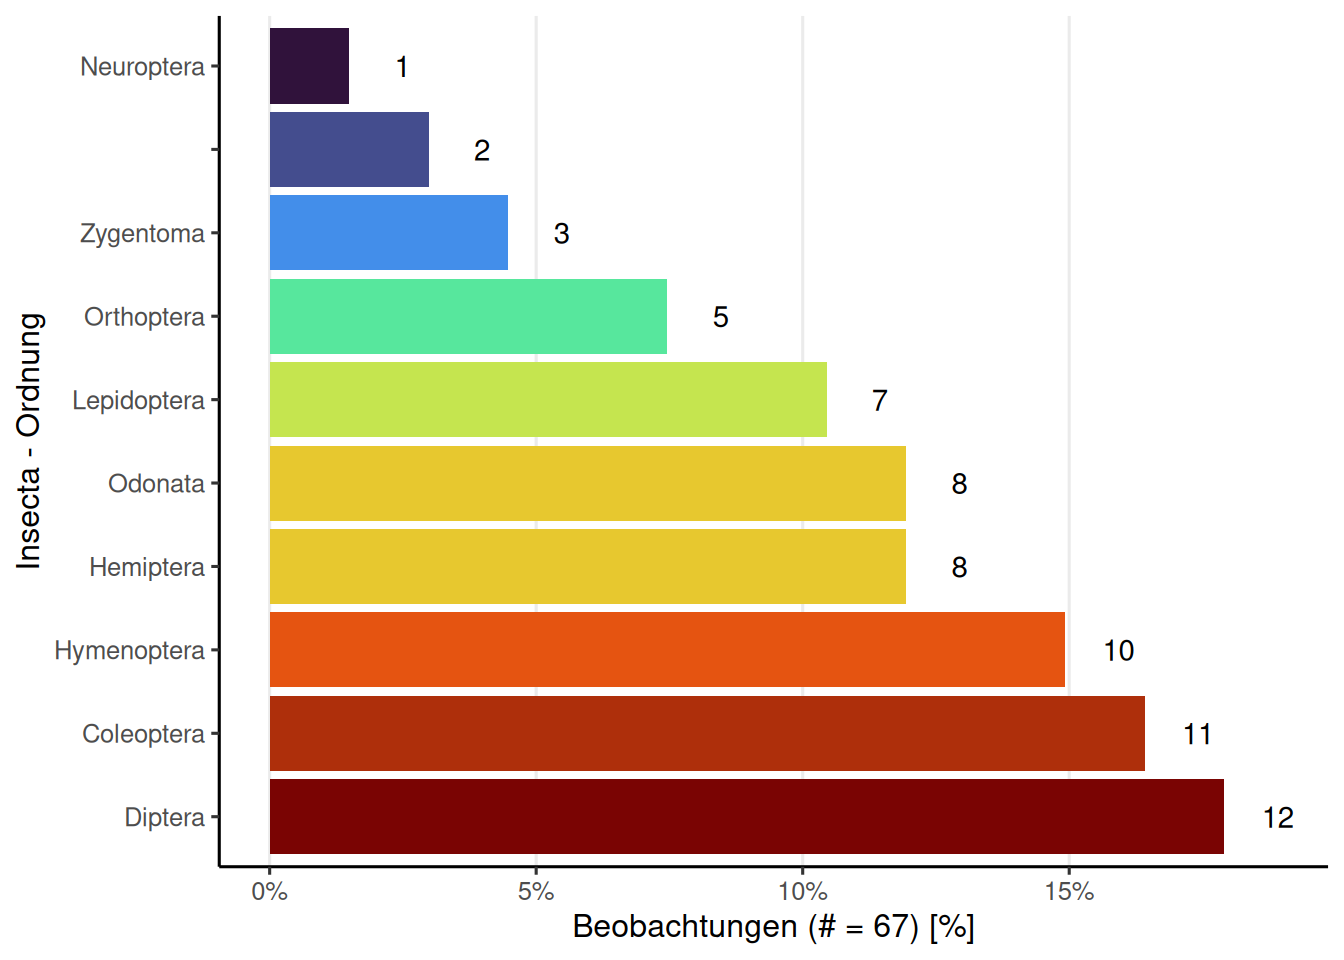 Neuroptera 1
2
Zygentoma 3
Orthoptera 5
Lepidoptera 7
Odonata 8
Hemiptera 8
Hymenoptera 10
Coleoptera 11
Diptera 12
Insecta - Ordnung
0% 5% 10% 15%
Beobachtungen (# = 67) [%]